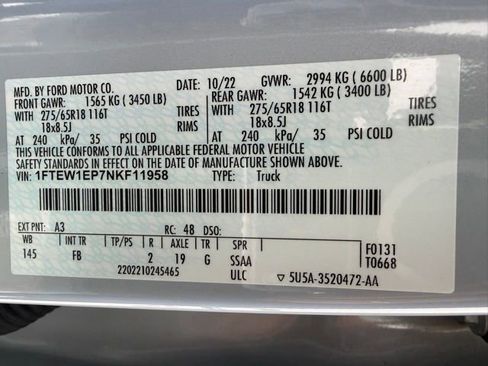 MFD. BY FORD MOTOR CO. DATE: 10/22 GVWR: 2994 KG ( 6600 LB)
FRONT GAWR: 1565 KG ( 3450 LB) REAR GAWR: 1542 KG ( 3400 LB)
WITH 275/65R18 116T TIRES WITH 275/65R18 116T TIRES
18x8.5J RIMS 18x8.5J RIMS
AT 240 kPa/ 35 PSI COLD AT 240 kPa/ 35 PSI COLD
THIS VEHICLE CONFORMS TO ALL APPLICABLE FEDERAL MOTOR VEHICLE
SAFETY STANDARDS IN EFFECT ON THE DATE OF MANUFACTURE SHOWN ABOVE.
VIN: 1FTEW1EP7NKF11958 TYPE: Truck
EXT PNT: A3 RC: 48 DSO:
WB INT TR TP/PS R AXLE TR SPR F0131
145 FB 2 19 G SSAA T0668
2202210245465 ULC 5U5A-3520472-AA